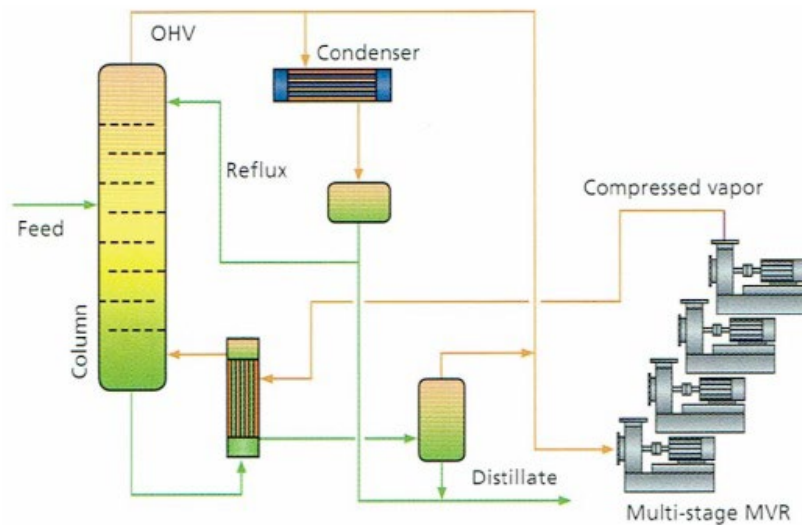 OHV
Condenser
Reflux
Compressed vapor
Feed
Column
Distillate
Multi-stage MVR